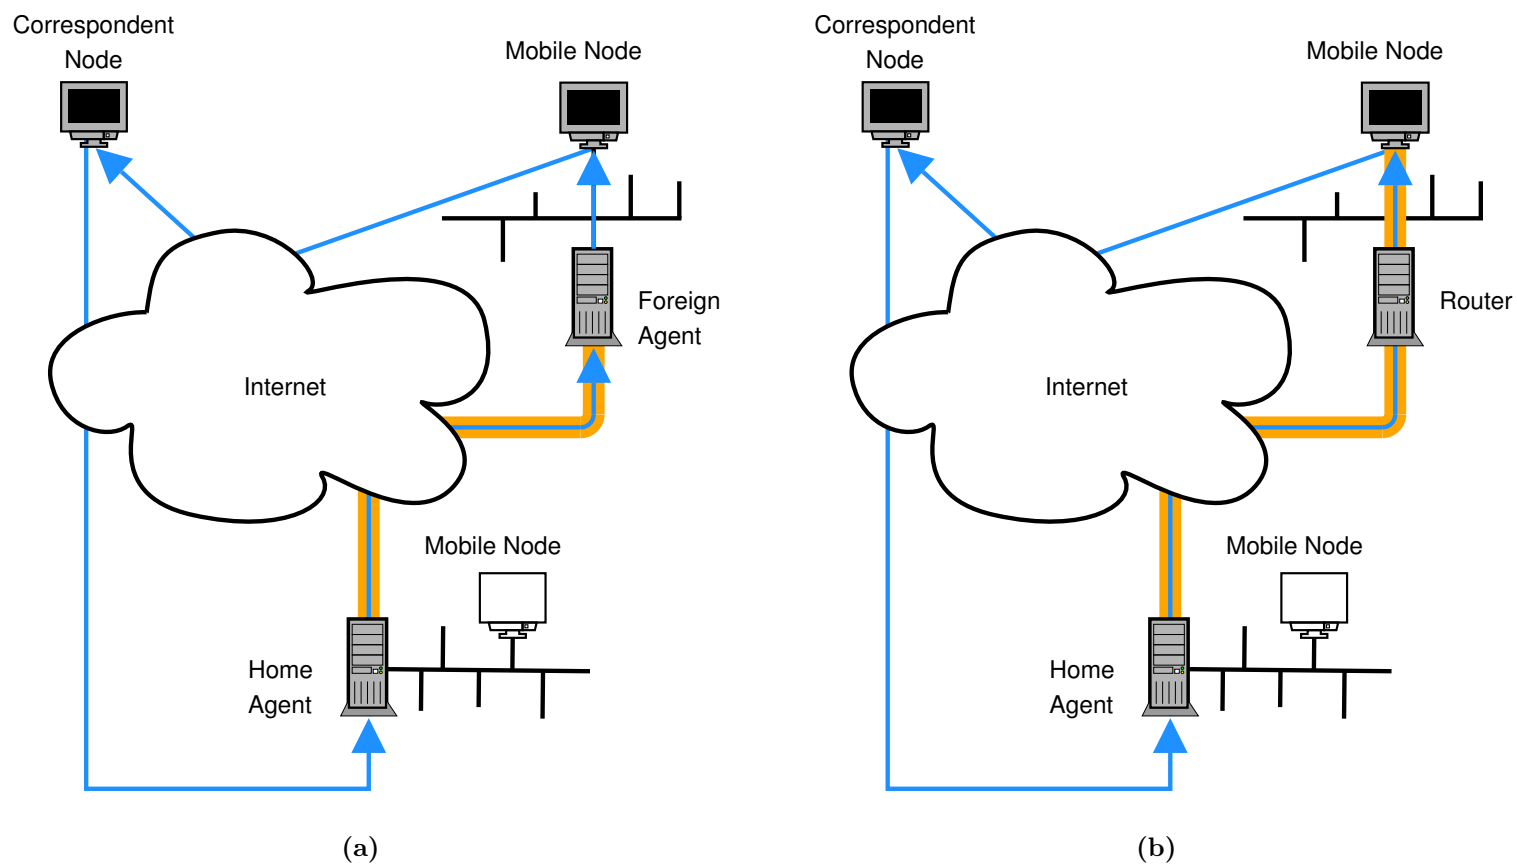 Correspondent
Node
Mobile Node
Foreign
Agent
Internet
Mobile Node
Home
Agent
(a)
Correspondent
Node
Mobile Node
Router
Internet
Mobile Node
Home
Agent
(b)